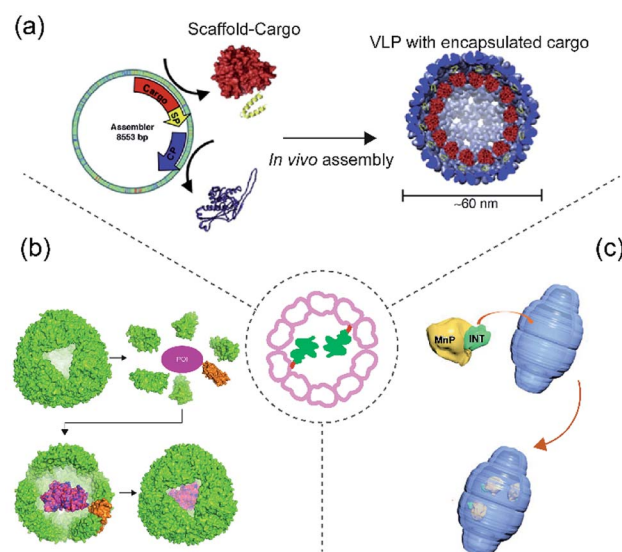 (a)
Scaffold-Cargo
VLP with encapsulated cargo
Cargo
SP
Assembler
8553 bp
CP
In vivo assembly
~60 nm
(b)
(c)
POI
MnP
INT